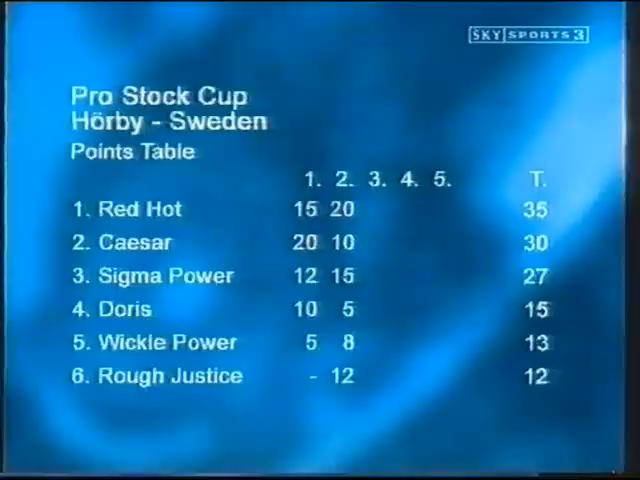 SKY SPORTS 3
Pro Stock Cup
Hörby - Sweden
Points Table
1. 2. 3. 4. 5. T.
1. Red Hot 15 20 35
2. Caesar 20 10 30
3. Sigma Power 12 15 27
4. Doris 10 5 15
5. Wickle Power 5 8 13
6. Rough Justice - 12 12